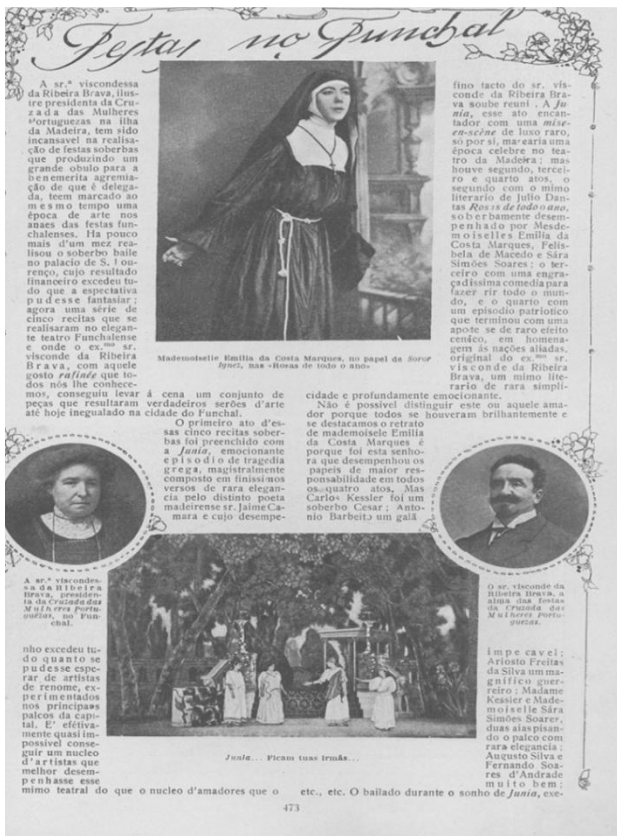 Festas no Funchal
A sr.ª viscondessa
da Ribeira Brava, ilus-
tre presidenta da Cru-
zada das Mulheres
Portuguezas na ilha
da Madeira, tem sido
incansavel na realisa-
ção de festas soberbas
que produzindo um
grande obulo para a
benemerita agremia-
ção de que é delega-
da, teem marcado ao
mesmo tempo uma
época de arte nos
anaes das festas fun-
chalenses. Ha pouco
mais d'um mez rea-
lisou o soberbo baile
no palacio de S. Lou-
renço, cujo resultado
financeiro excedeu tu-
do que a espectativa
pudesse fantasiar;
agora uma série de
cinco recitas que se
realisaram no elegan-
te teatro Funchalense
e onde o ex.mo sr.
visconde da Ribeira
Brava, com aquele
gosto rafinée que to-
dos nós lhe conhece-
mos, conseguiu levar á cena um conjunto de
peças que resultaram verdadeiros serões d'arte
até hoje inegualado na cidade do Funchal.
O primeiro ato d'es-
sas cinco recitas sober-
bas foi preenchido com
a Junia, emocionante
episodio de tragedia
grega, magistralmente
composto em finissimos
versos de rara elegan-
cia pelo distinto poeta
madeirense sr. Jaime Ca-
mara e cujo desempe-
nho excedeu tu-
do quanto se
pudesse espe-
rar de artistas
de renome, ex-
perimentados
nos principaes
palcos da capi-
tal. E' efétiva-
mente quasi im-
possivel conse-
guir um nucleo
d'artistas que
melhor desem-
penhasse esse
mimo teatral do que o nucleo d'amadores que o
fino tacto do sr. vis-
conde da Ribeira Bra-
va soube reuni . A Ju-
nia, esse ato encan-
tador com uma mise-
en-scène de luxo raro,
só por si, marcaria uma
época celebre no tea-
tro da Madeira; mas
houve segundo, tercei-
ro e quarto atos, o
segundo com o mimo
literario de Julio Dan-
tas Rosas de todo o ano,
soberbamente desem-
penhado por Mesde-
moiselles Emilia da
Costa Marques, Felis-
bela de Macedo e Sára
Simões Soares; o ter-
ceiro com uma engra-
çadissima comedia para
fazer rir todo o mun-
do, e o quarto com
um episodio patriotico
que terminou com uma
apoteose de raro efeito
cenico, em homena-
gem ás nações aliadas,
original do ex.mo sr.
visconde da Ribeira
Brava, um mimo lite-
rario de rara simpli-
cidade e profundamente emocionante.
Não é possivel distinguir este ou aquele ama-
dor porque todos se houveram brilhantemente e
se destacamos o retrato
de mademoisele Emilia
da Costa Marques é
porque foi esta senho-
ra que desempenhou os
papeis de maior res-
ponsabilidade em todos
os quatro atos, Mas
Carlos Kessler foi um
soberbo Cesar; Anto-
nio Barbeito um galã
impecavel;
Ariosto Freitas
da Silva um ma-
gnifico guer-
reiro; Madame
Kessler e Made-
moiselle Sára
Simões Soares,
duas aias pisan-
do o palco com
rara elegancia;
Augusto Silva e
Fernando Soa-
res d'Andrade
muito bem;
etc., etc. O bailado durante o sonho de Junia, exe-
Mademoiselle Emilia da Costa Marques, no papel de Soror
Ignez, nas «Rosas de todo o ano»
A sr.ª viscondes-
sa da Ribeira
Brava, presiden-
ta da Cruzada das
Mulheres Portu-
guezas, no Fun-
chal.
O sr. visconde da
Ribeira Brava, a
alma das festas
da Cruzada das
Mulheres Portu-
guezas.
Junia... Ficam tuas irmãs...
473